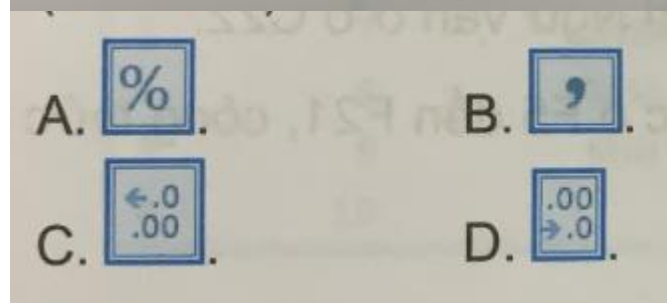 A. % . B. , .
C. ←.0 .00 . D. .00 →.0 .